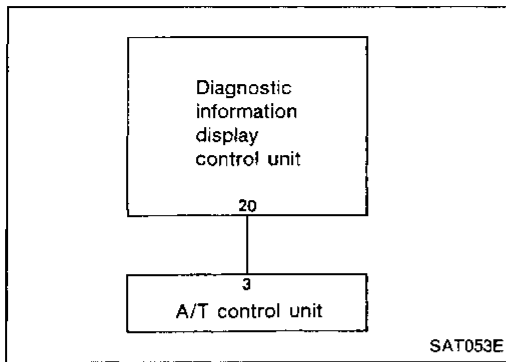 Diagnostic
information
display
control unit
20
3
A/T control unit
SAT053E